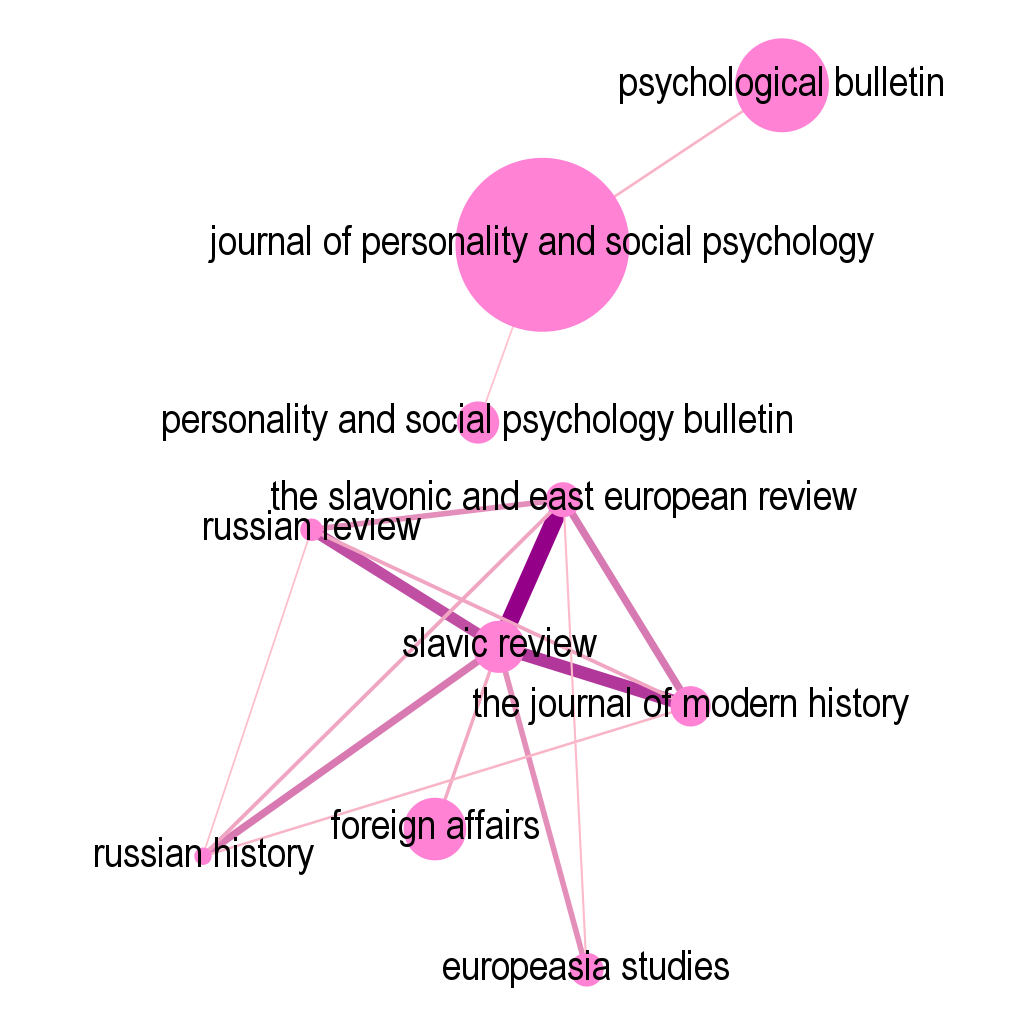 psychological bulletin
journal of personality and social psychology
personality and social psychology bulletin
the slavonic and east european review
russian review
slavic review
the journal of modern history
foreign affairs
russian history
europeasia studies